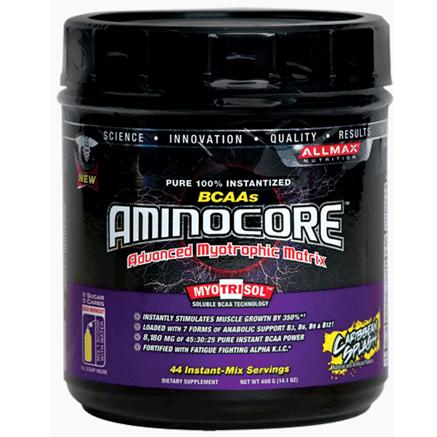 SCIENCE • INNOVATION • QUALITY • RESULTS
ALLMAX
NUTRITION
NEW
PURE 100% INSTANTIZED
BCAAs
AMINOCORE™
Advanced Myotrophic Matrix
MYOTRISOL™
SOLUBLE BCAA TECHNOLOGY
0 SUGAR
0 CARBS
INSTANTLY STIMULATES MUSCLE GROWTH BY 350%
LOADED WITH 7 FORMS OF ANABOLIC SUPPORT B3, B6, B9 & B12!
8,180 MG OF 45:30:25 PURE INSTANT BCAA POWER
FORTIFIED WITH FATIGUE FIGHTING ALPHA K.I.C.
CARIBBEAN
SPLASH
44 Instant-Mix Servings
DIETARY SUPPLEMENT NET WT 400 G (14.1 OZ)